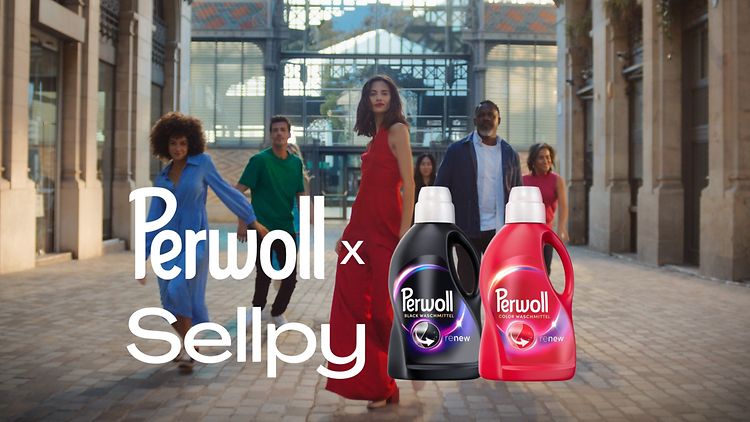 Perwoll x
Sellpy
Perwoll
BLACK WASCHMITTEL
renew
Perwoll
COLOR WASCHMITTEL
renew